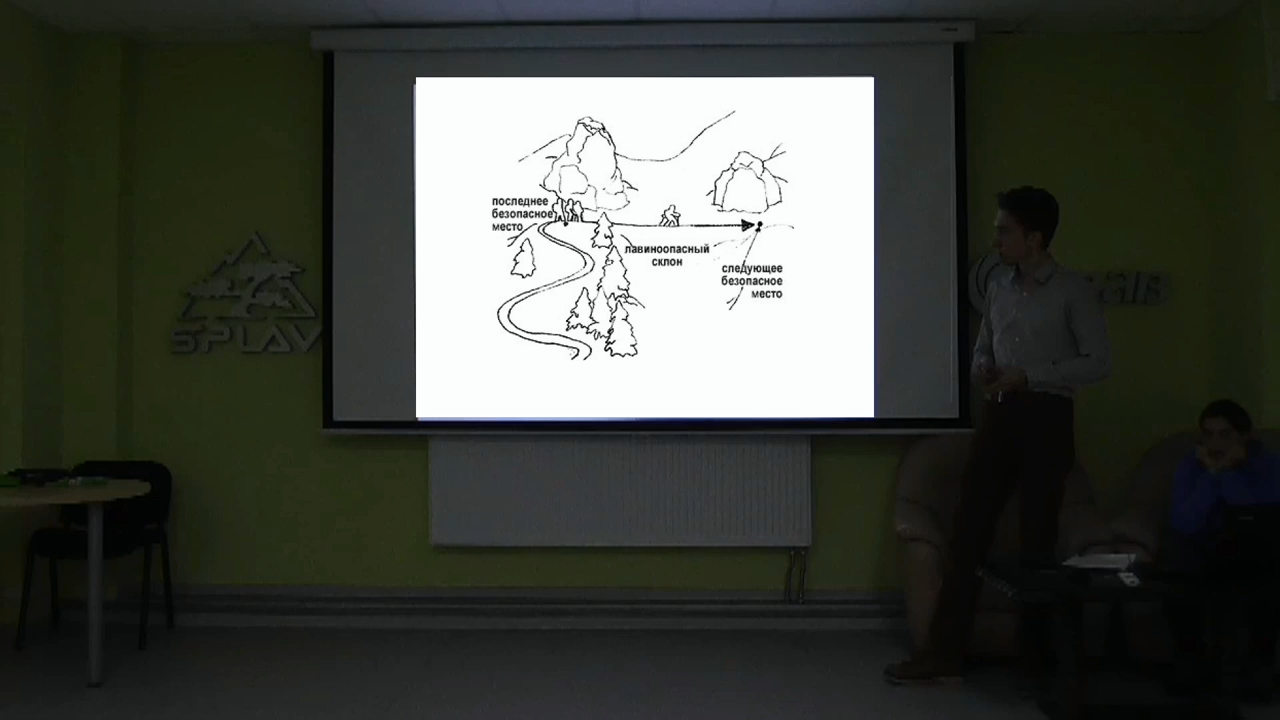 последнее
безопасное
место
лавиноопасный
склон
следующее
безопасное
место
SPLAV